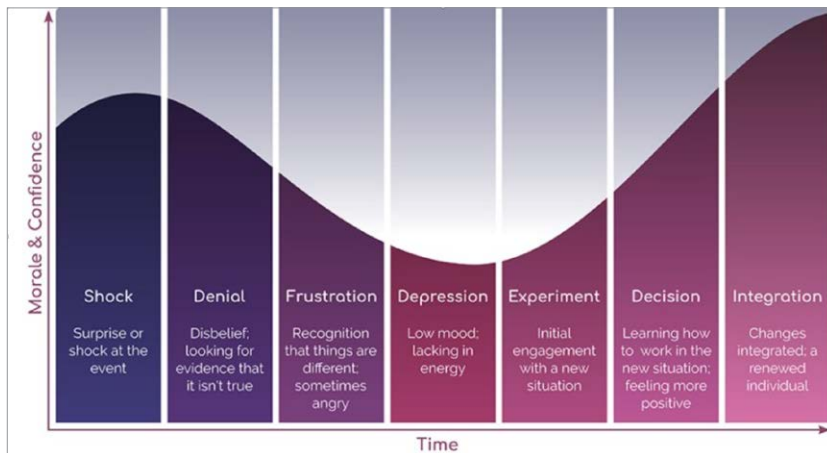 Morale & Confidence
Shock
Surprise or
shock at the
event
Denial
Disbelief;
looking for
evidence that
it isn't true
Frustration
Recognition
that things are
different;
sometimes
angry
Depression
Low mood;
lacking in
energy
Experiment
Initial
engagement
with a new
situation
Decision
Learning how
to work in the
new situation;
feeling more
positive
Integration
Changes
integrated; a
renewed
individual
Time